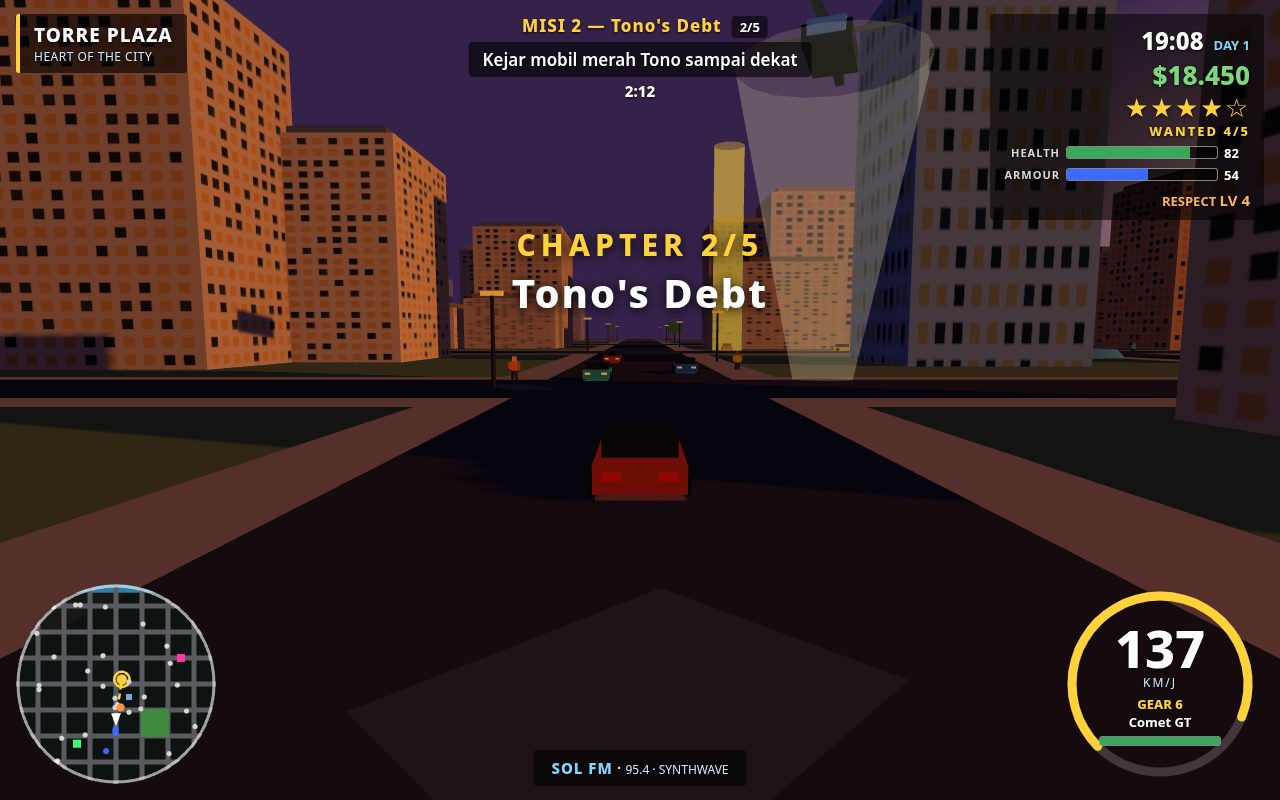 TORRE PLAZA
HEART OF THE CITY
MISI 2 — Tono's Debt 2/5
Kejar mobil merah Tono sampai dekat
2:12
19:08 DAY 1
$18.450
★★★★☆
WANTED 4/5
HEALTH 82
ARMOUR 54
RESPECT LV 4
CHAPTER 2/5
Tono's Debt
137
KM/J
GEAR 6
Comet GT
SOL FM · 95.4 · SYNTHWAVE